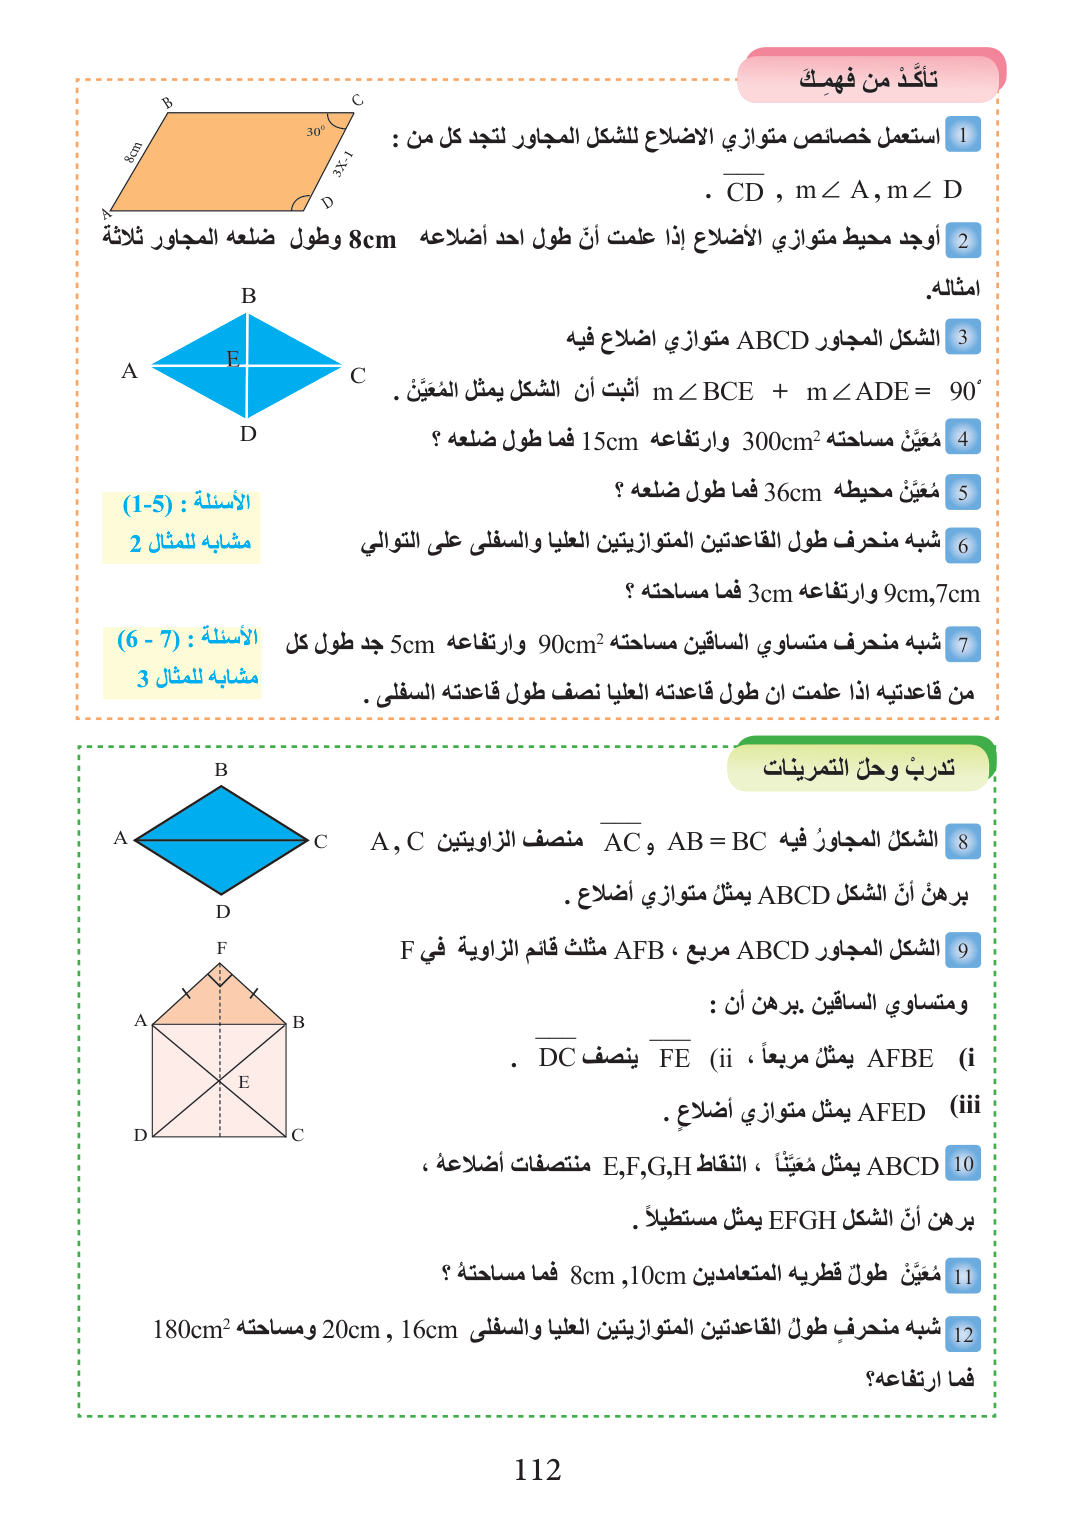 تأكَّدْ من فهمِكَ
B
C
30°
8cm
3X-1
A
D
1 استعمل خصائص متوازي الاضلاع للشكل المجاور لتجد كل من :
CD , m∠ A , m∠ D .
2 أوجد محيط متوازي الأضلاع إذا علمت أنّ طول احد أضلاعه 8cm وطول ضلعه المجاور ثلاثة
امثاله.
B
A
E
C
D
3 الشكل المجاور ABCD متوازي اضلاع فيه
m∠BCE + m∠ADE = 90° أثبت أن الشكل يمثل المُعَيَّنْ .
4 مُعَيَّنْ مساحته 300cm² وارتفاعه 15cm فما طول ضلعه ؟
5 مُعَيَّنْ محيطه 36cm فما طول ضلعه ؟
الأسئلة : (1-5)
مشابه للمثال 2
6 شبه منحرف طول القاعدتين المتوازيتين العليا والسفلى على التوالي
9cm,7cm وارتفاعه 3cm فما مساحته ؟
7 شبه منحرف متساوي الساقين مساحته 90cm² وارتفاعه 5cm جد طول كل
من قاعدتيه اذا علمت ان طول قاعدته العليا نصف طول قاعدته السفلى .
الأسئلة : (7 - 6)
مشابه للمثال 3
تدربْ وحلّ التمرينات
B
A
C
D
8 الشكلُ المجاورُ فيه AB = BC و AC منصف الزاويتين A , C
برهنْ أنّ الشكل ABCD يمثلُ متوازي أضلاع .
F
A
B
E
D
C
9 الشكل المجاور ABCD مربع ، AFB مثلث قائم الزاوية في F
ومتساوي الساقين .برهن أن :
i) AFBE يمثلُ مربعاً ، ii) FE ينصف DC .
iii) AFED يمثل متوازي أضلاعٍ .
10 ABCD يمثل مُعَيَّنْاً ، النقاط E,F,G,H منتصفات أضلاعهُ ،
برهن أنّ الشكل EFGH يمثل مستطيلاً .
11 مُعَيَّنْ طولٌ قطريه المتعامدين 8cm ,10cm فما مساحتهُ ؟
12 شبه منحرفٍ طولُ القاعدتين المتوازيتين العليا والسفلى 20cm , 16cm ومساحته 180cm²
فما ارتفاعه؟
112